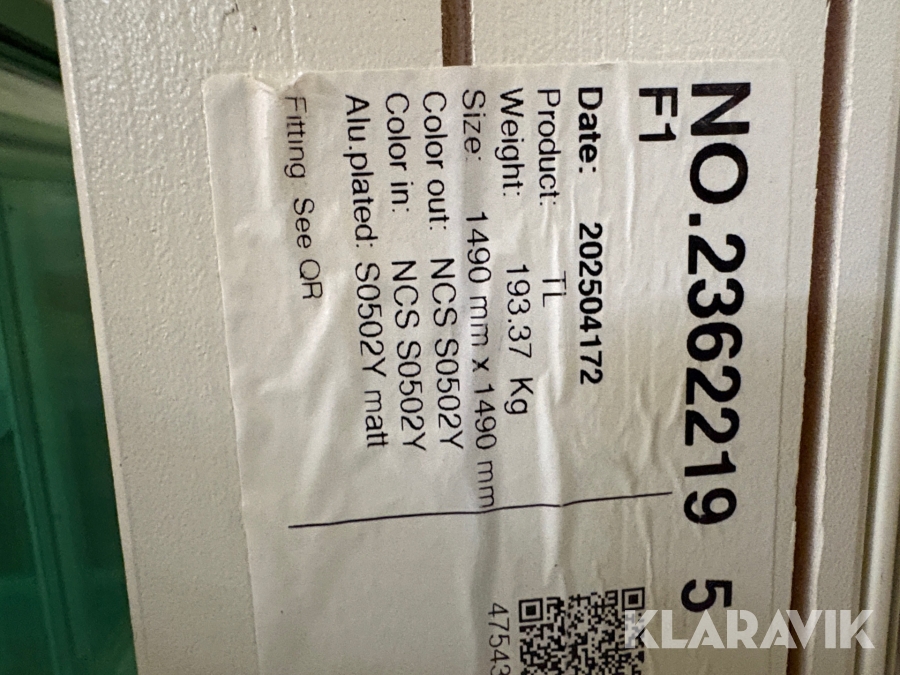 NO.2362219 5
F1
Date: 202504172
Product: TL
Weight: 193.37 Kg
Size: 1490 mm x 1490 mm
Color out: NCS S0502Y
Color in: NCS S0502Y
Alu.plated: S0502Y matt
Fitting: See QR
47543
KLARAVIK